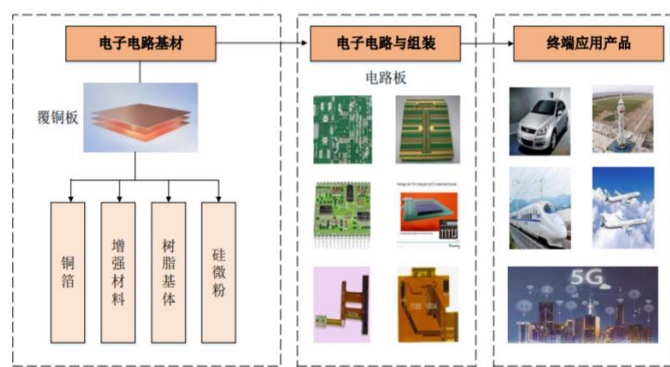 电子电路基材
电子电路与组装
终端应用产品
覆铜板
电路板
铜箔
增强材料
树脂基体
硅微粉
5G